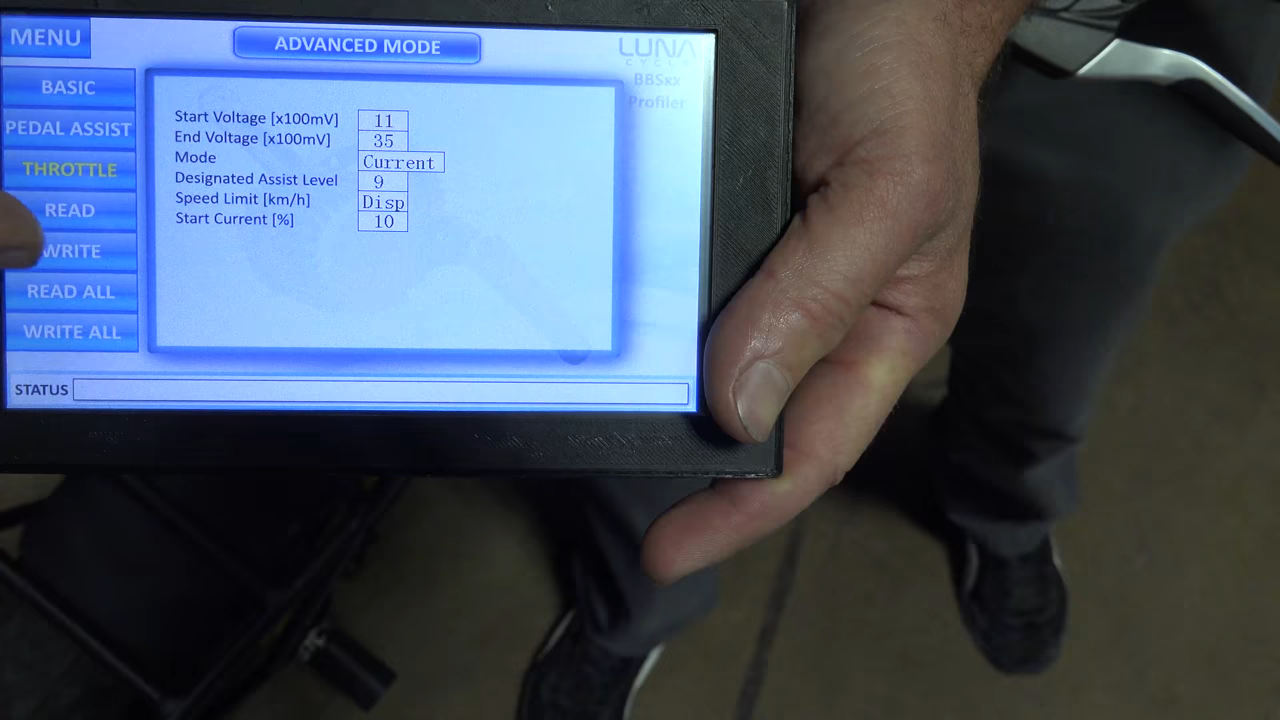 MENU
ADVANCED MODE
LUNA
CYCLE
BBSxx
Profiler
BASIC
PEDAL ASSIST
THROTTLE
READ
WRITE
READ ALL
WRITE ALL
Start Voltage [x100mV] 11
End Voltage [x100mV] 35
Mode Current
Designated Assist Level 9
Speed Limit [km/h] Disp
Start Current [%] 10
STATUS